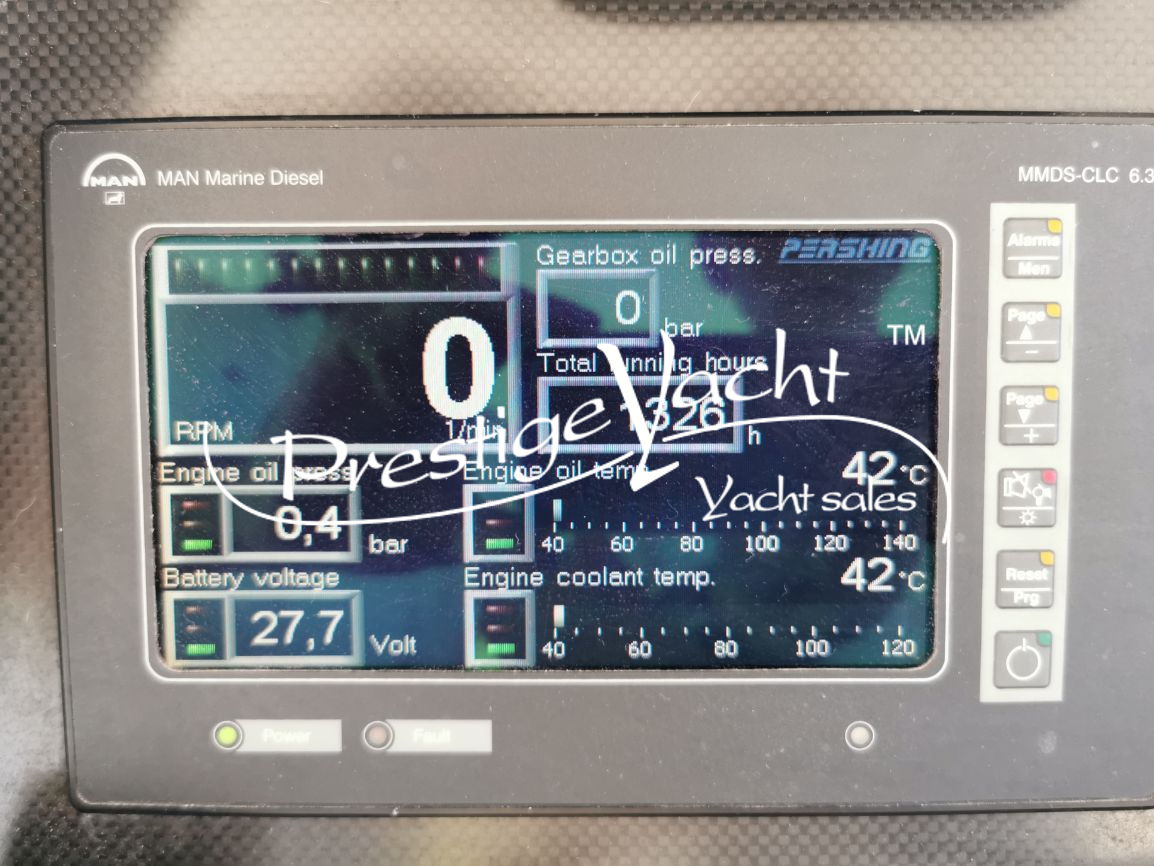 MAN
MAN Marine Diesel
MMDS-CLC 6.3
PERSHING
Gearbox oil press.
0
bar
TM
0
RPM
1/min
Total running hours
1326
h
Prestige Yacht
Yacht sales
Engine oil press.
0,4
bar
Engine oil temp.
42 °C
40 60 80 100 120 140
Battery voltage
27,7
Volt
Engine coolant temp.
42 °C
40 60 80 100 120
Alarms
Men
Page
▲
−
Page
▼
+
Reset
Prg
Power
Fault